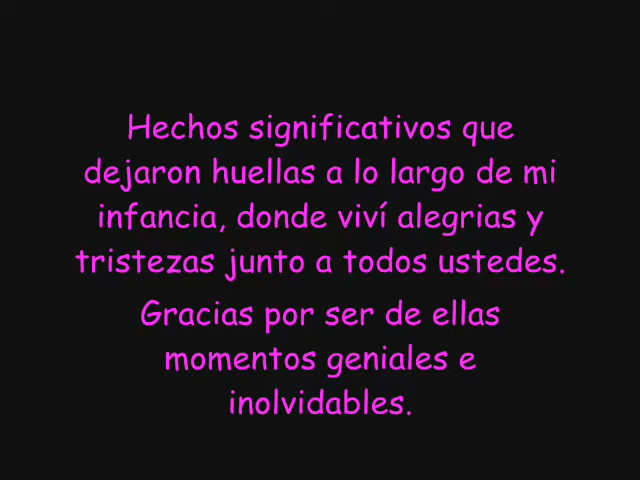 Hechos significativos que
dejaron huellas a lo largo de mi
infancia, donde viví alegrias y
tristezas junto a todos ustedes.
Gracias por ser de ellas
momentos geniales e
inolvidables.